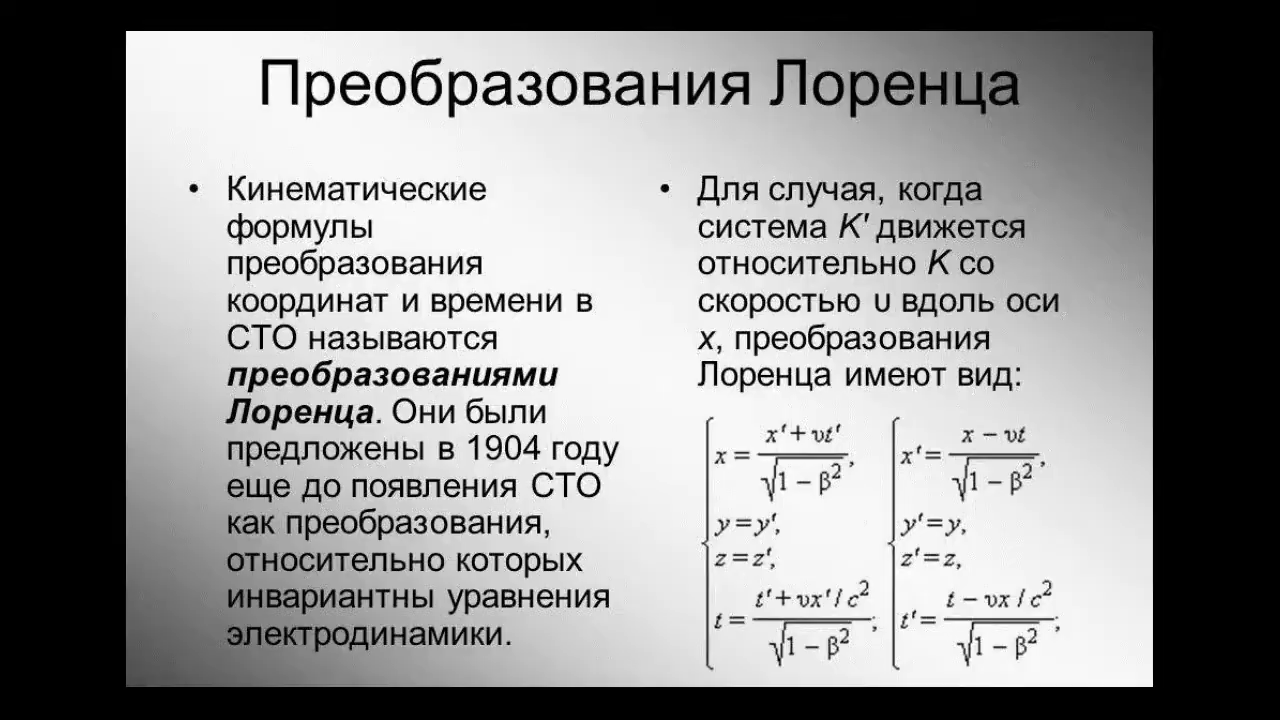 Преобразования Лоренца
• Кинематические
формулы
преобразования
координат и времени в
СТО называются
преобразованиями
Лоренца. Они были
предложены в 1904 году
еще до появления СТО
как преобразования,
относительно которых
инвариантны уравнения
электродинамики.
• Для случая, когда
система K' движется
относительно K со
скоростью υ вдоль оси
x, преобразования
Лоренца имеют вид:
x = (x' + υt') / √(1 − β²),
y = y',
z = z',
t = (t' + υx' / c²) / √(1 − β²);
x' = (x − υt) / √(1 − β²),
y' = y,
z' = z,
t' = (t − υx / c²) / √(1 − β²);